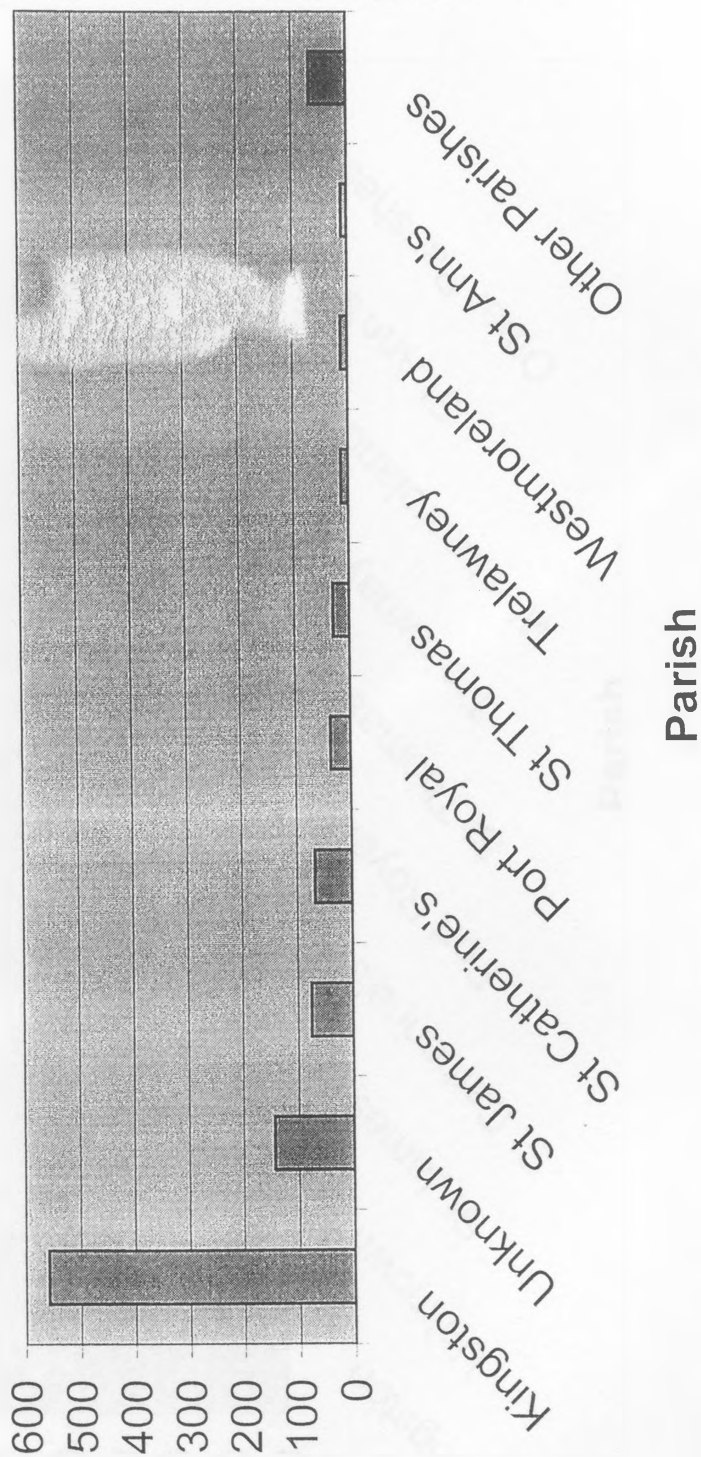 600
500
400
300
200
100
0
Kingston
Unknown
St James
St Catherine's
Port Royal
St Thomas
Trelawney
Westmoreland
St Ann's
Other Parishes
Parish